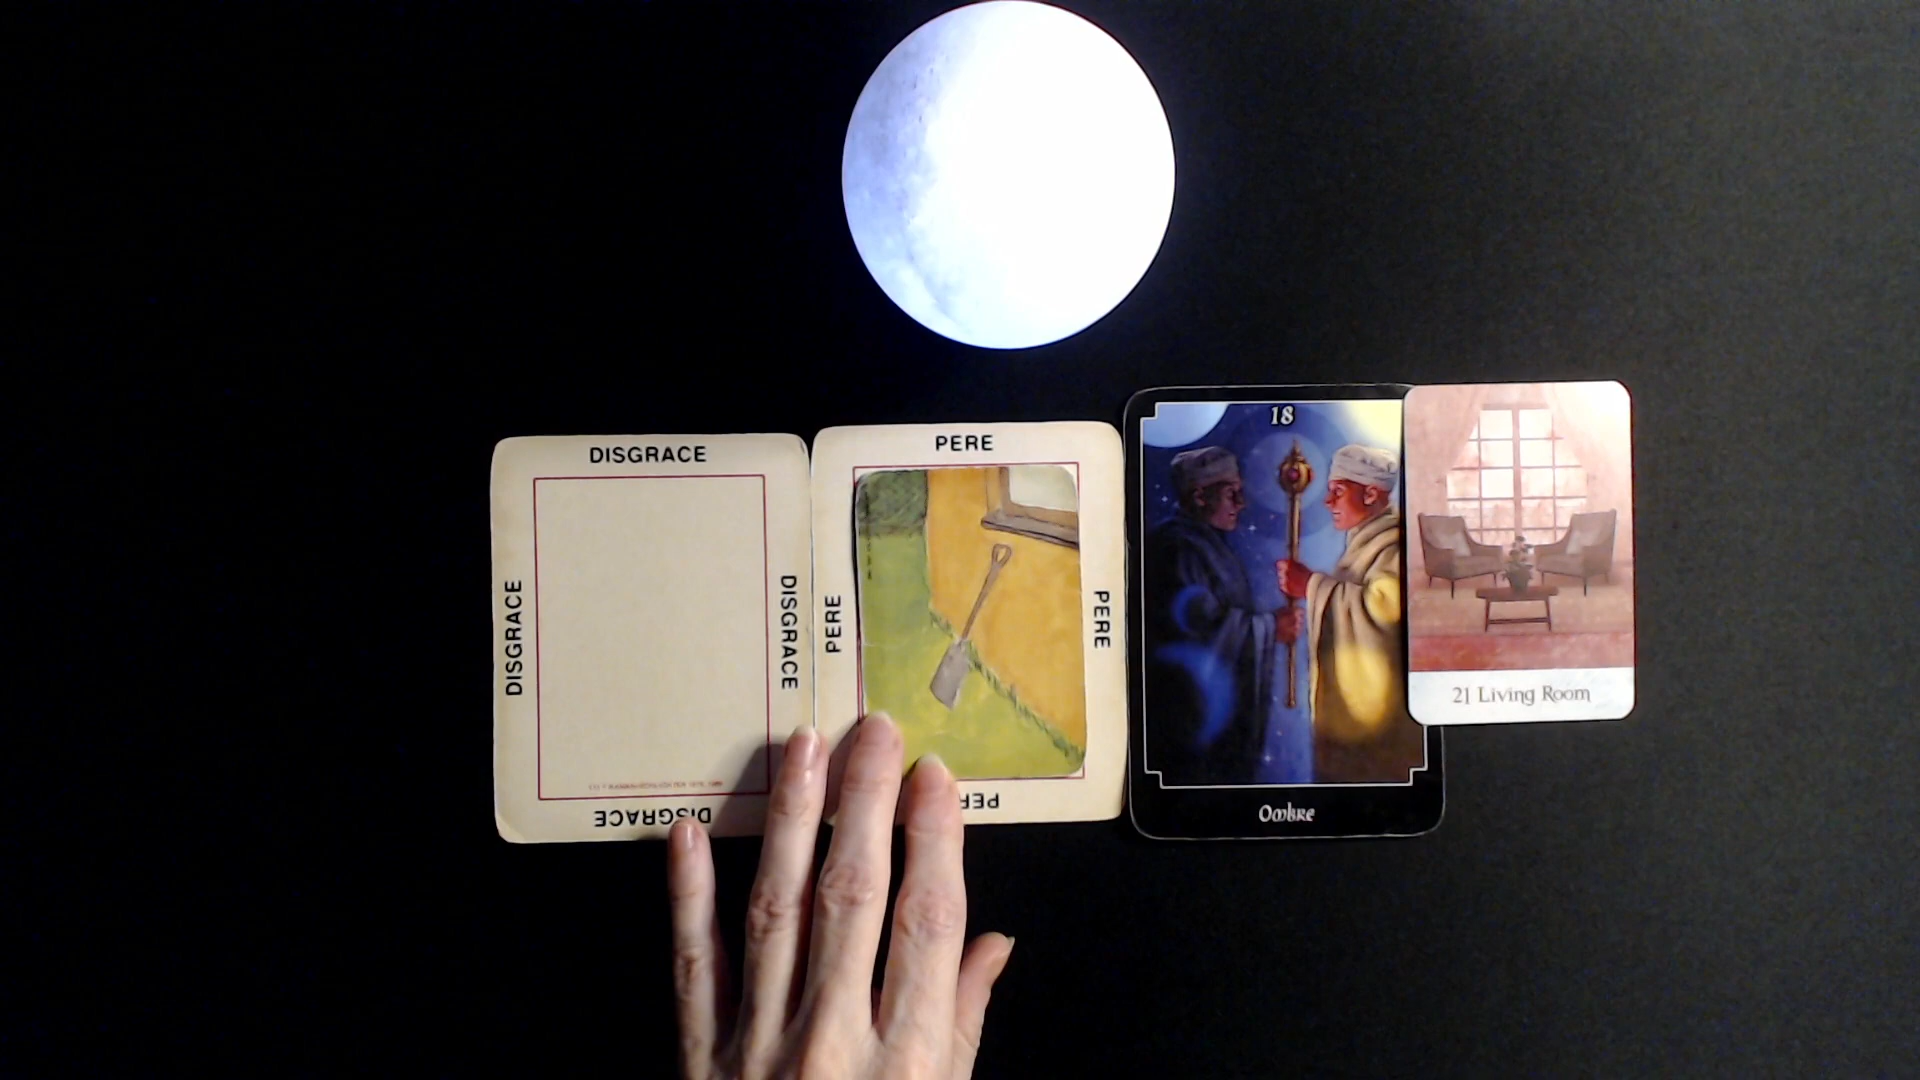 DISGRACE
DISGRACE
DISGRACE
DISGRACE
PERE
PERE
PERE
PERE
18
Ombre
21 Living Room